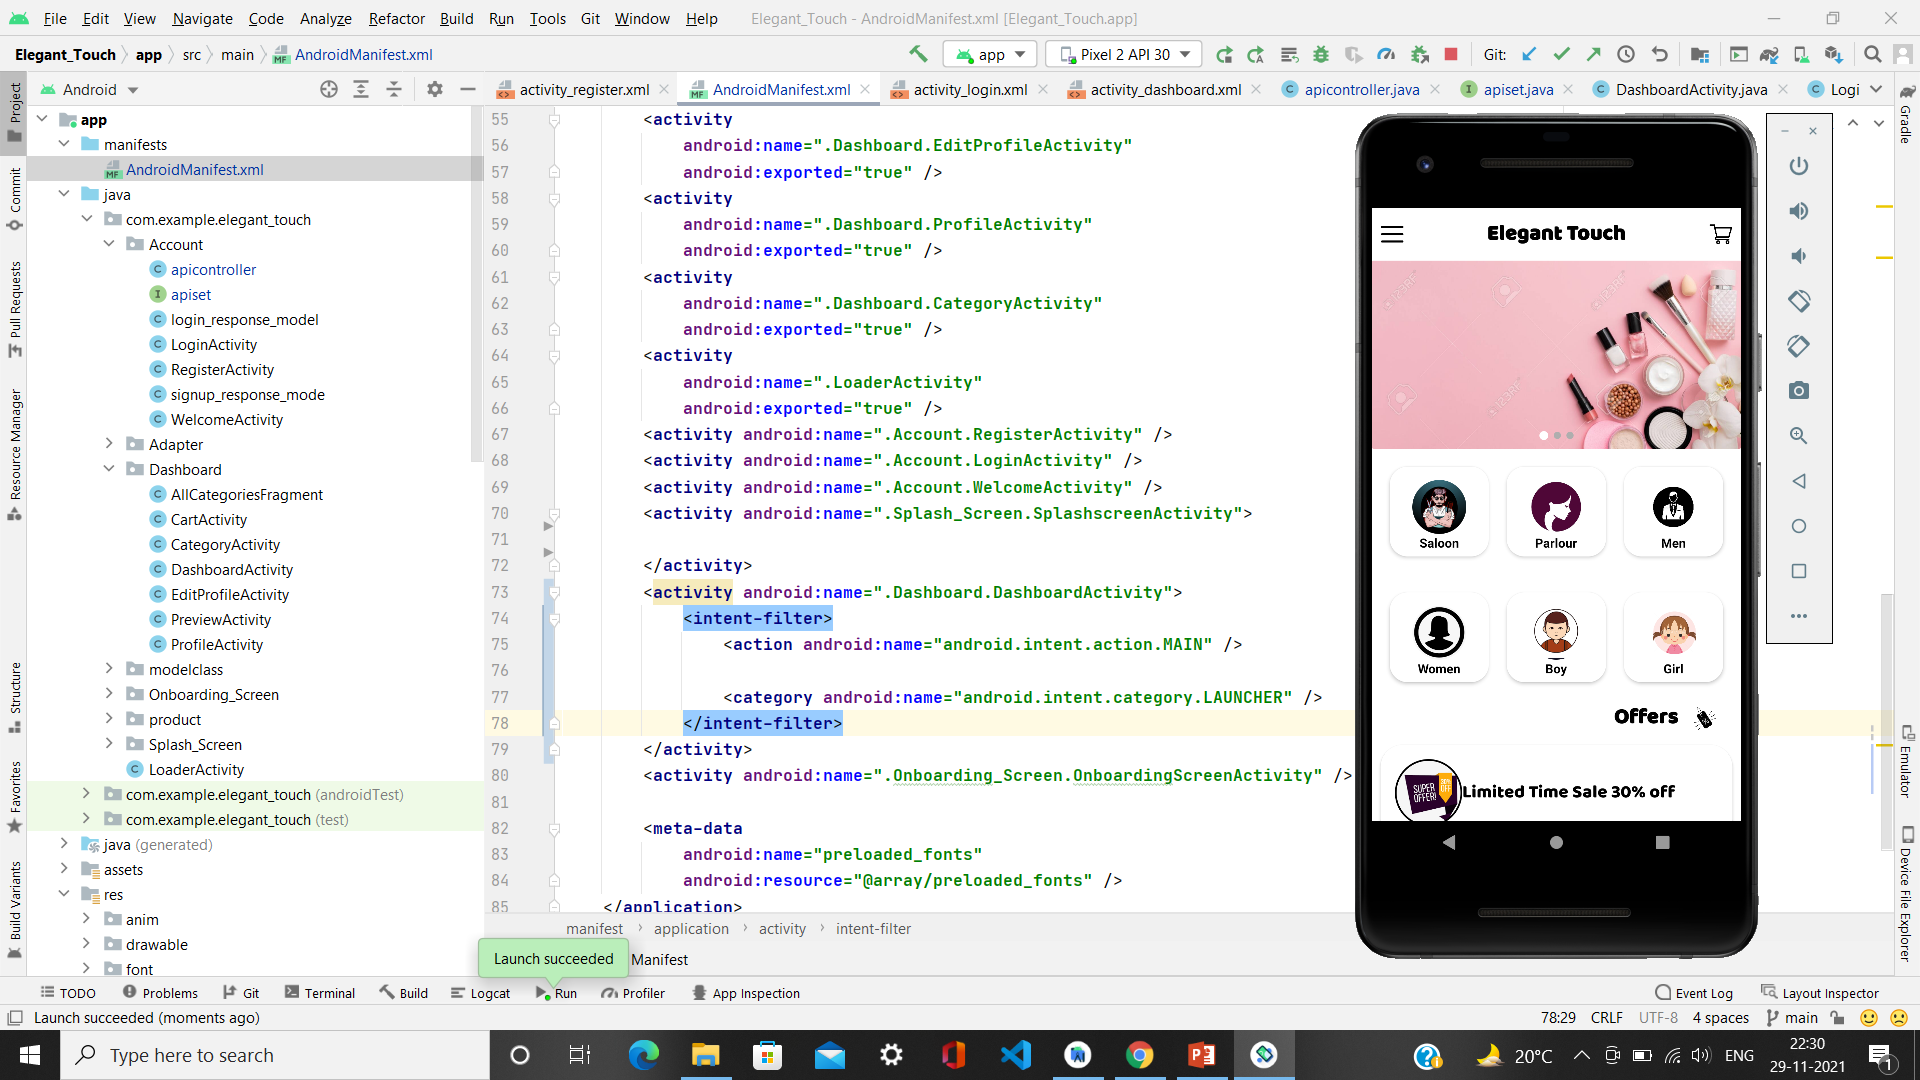 File Edit View Navigate Code Analyze Refactor Build Run Tools Git Window Help Elegant_Touch - AndroidManifest.xml [Elegant_Touch.app]
Elegant_Touch app src main AndroidManifest.xml app Pixel 2 API 30 Git:
Android
activity_register.xml AndroidManifest.xml activity_login.xml activity_dashboard.xml apicontroller.java apiset.java DashboardActivity.java Logi
Project
Commit
Pull Requests
Resource Manager
Structure
Favorites
Build Variants
app
manifests
AndroidManifest.xml
java
com.example.elegant_touch
Account
apicontroller
apiset
login_response_model
LoginActivity
RegisterActivity
signup_response_mode
WelcomeActivity
Adapter
Dashboard
AllCategoriesFragment
CartActivity
CategoryActivity
DashboardActivity
EditProfileActivity
PreviewActivity
ProfileActivity
modelclass
Onboarding_Screen
product
Splash_Screen
LoaderActivity
com.example.elegant_touch (androidTest)
com.example.elegant_touch (test)
java (generated)
assets
res
anim
drawable
font
55 <activity
56 android:name=".Dashboard.EditProfileActivity"
57 android:exported="true" />
58 <activity
59 android:name=".Dashboard.ProfileActivity"
60 android:exported="true" />
61 <activity
62 android:name=".Dashboard.CategoryActivity"
63 android:exported="true" />
64 <activity
65 android:name=".LoaderActivity"
66 android:exported="true" />
67 <activity android:name=".Account.RegisterActivity" />
68 <activity android:name=".Account.LoginActivity" />
69 <activity android:name=".Account.WelcomeActivity" />
70 <activity android:name=".Splash_Screen.SplashscreenActivity">
71
72 </activity>
73 <activity android:name=".Dashboard.DashboardActivity">
74 <intent-filter>
75 <action android:name="android.intent.action.MAIN" />
76
77 <category android:name="android.intent.category.LAUNCHER" />
78 </intent-filter>
79 </activity>
80 <activity android:name=".Onboarding_Screen.OnboardingScreenActivity" />
81
82 <meta-data
83 android:name="preloaded_fonts"
84 android:resource="@array/preloaded_fonts" />
85 </application>
manifest application activity intent-filter
Launch succeeded
Manifest
Elegant Touch
123RF
123RF
123RF
123RF
Saloon Parlour Men
Women Boy Girl
Offers
SUPER OFFER!
Limited Time Sale 30% off
Gradle
Emulator
Device File Explorer
TODO Problems Git Terminal Build Logcat Run Profiler App Inspection Event Log Layout Inspector
Launch succeeded (moments ago) 78:29 CRLF UTF-8 4 spaces main
Type here to search 20°C ENG 22:30
29-11-2021
1